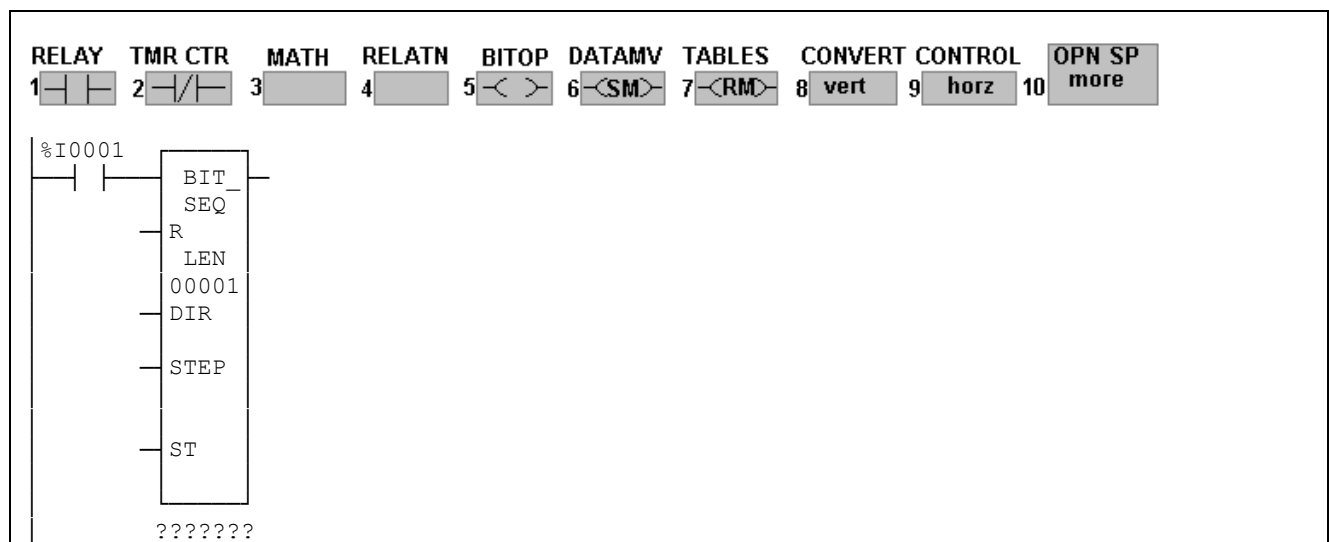 RELAY TMR CTR MATH RELATN BITOP DATAMV TABLES CONVERT CONTROL OPN SP
1 2 3 4 5 6 SM 7 RM 8 vert 9 horz 10 more
%I0001
BIT_
SEQ
R
LEN
00001
DIR
STEP
ST
???????